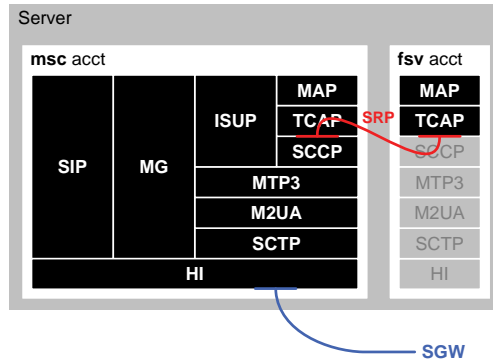 Server
msc acct
fsv acct
SIP
MG
ISUP
MAP
TCAP
SCCP
MTP3
M2UA
SCTP
HI
SRP
MAP
TCAP
SCCP
MTP3
M2UA
SCTP
HI
SGW